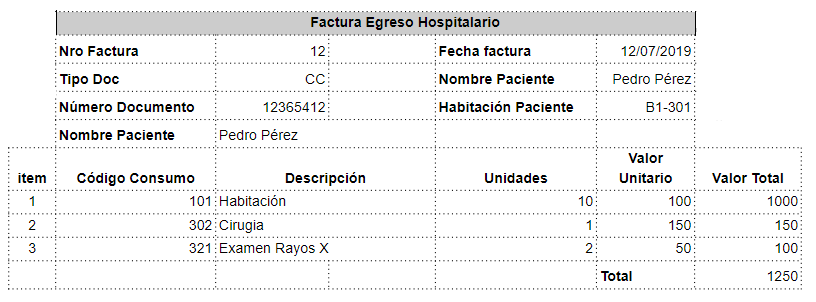 Factura Egreso Hospitalario
Nro Factura 12 Fecha factura 12/07/2019
Tipo Doc CC Nombre Paciente Pedro Pérez
Número Documento 12365412 Habitación Paciente B1-301
Nombre Paciente Pedro Pérez
item Código Consumo Descripción Unidades Valor Unitario Valor Total
1 101 Habitación 10 100 1000
2 302 Cirugia 1 150 150
3 321 Examen Rayos X 2 50 100
Total 1250